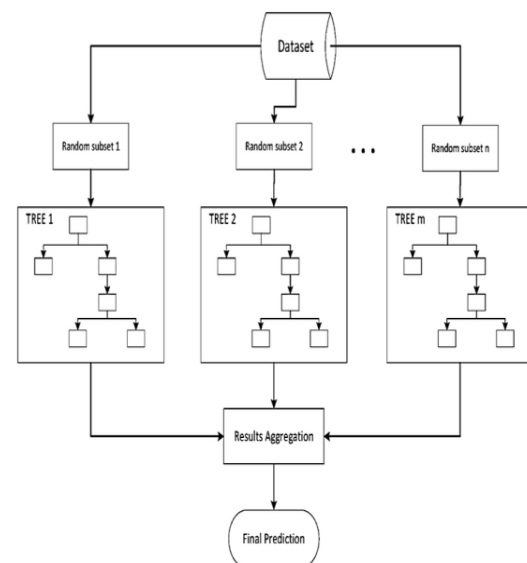 Dataset
Random subset 1
Random subset 2
. . .
Random subset n
TREE 1
TREE 2
TREE m
Results Aggregation
Final Prediction